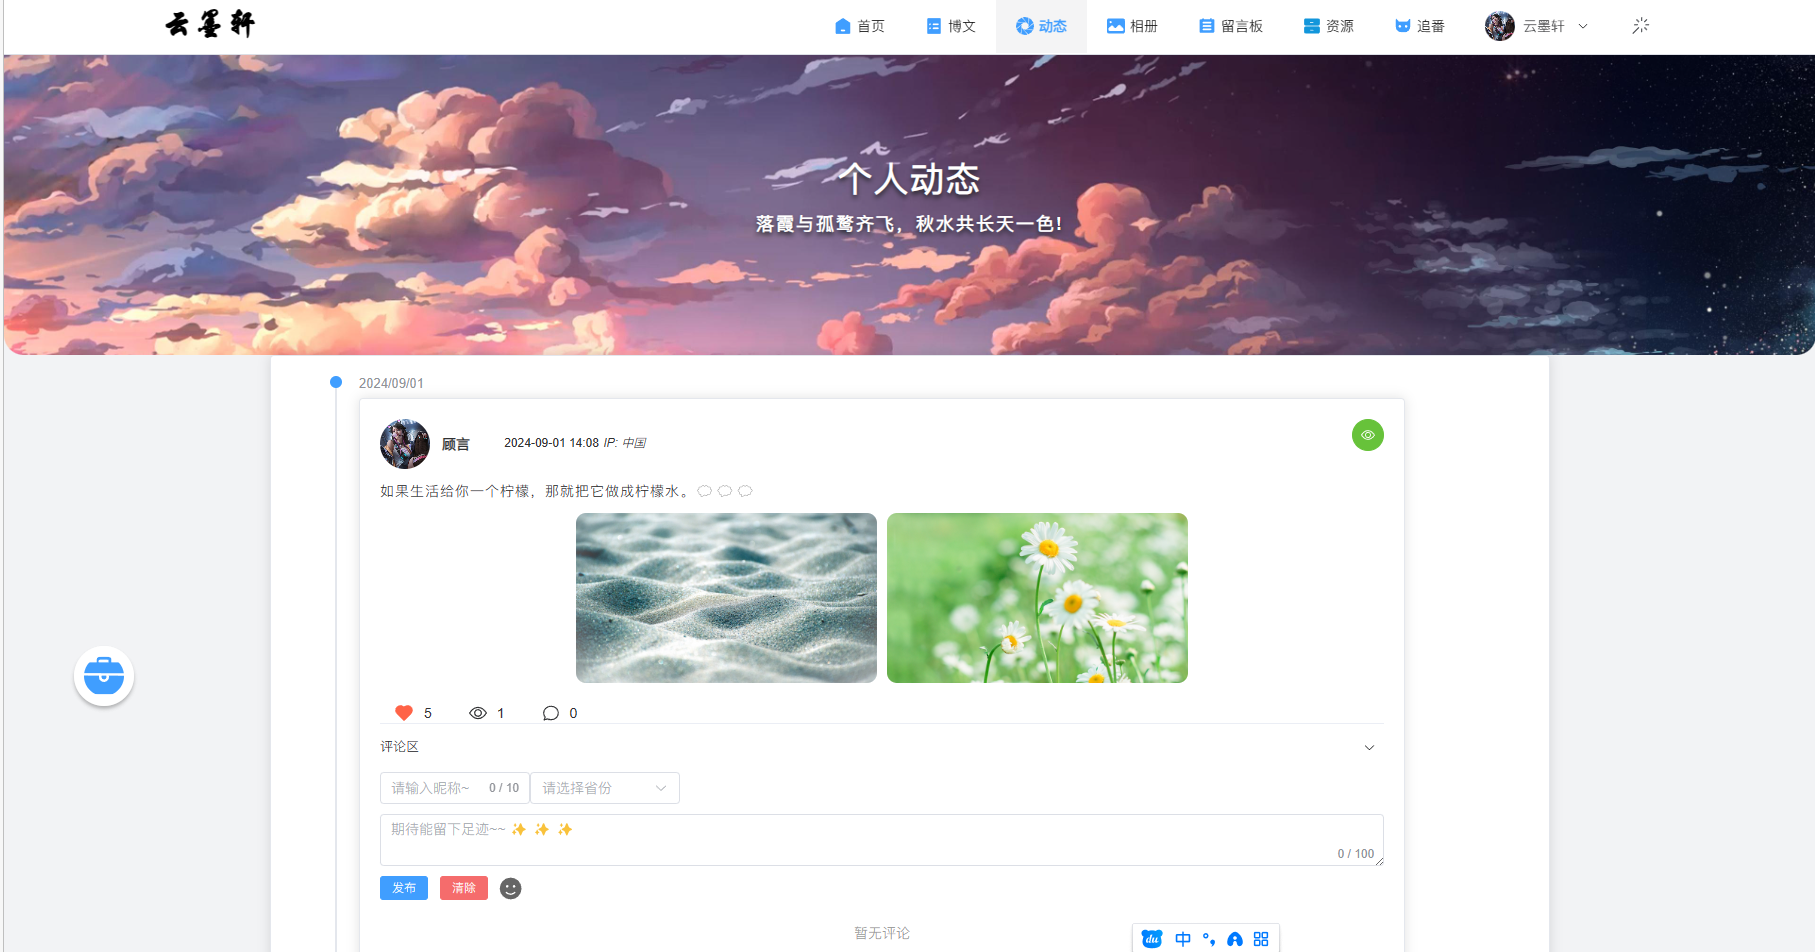 云墨轩
首页 博文 动态 相册 留言板 资源 追番 云墨轩
个人动态
落霞与孤鹜齐飞，秋水共长天一色!
2024/09/01
顾言 2024-09-01 14:08 IP: 中国
如果生活给你一个柠檬，那就把它做成柠檬水。
5 1 0
评论区
请输入昵称~ 0 / 10 请选择省份
期待能留下足迹~~ ✨ ✨ ✨
0 / 100
发布 清除
暂无评论
du 中